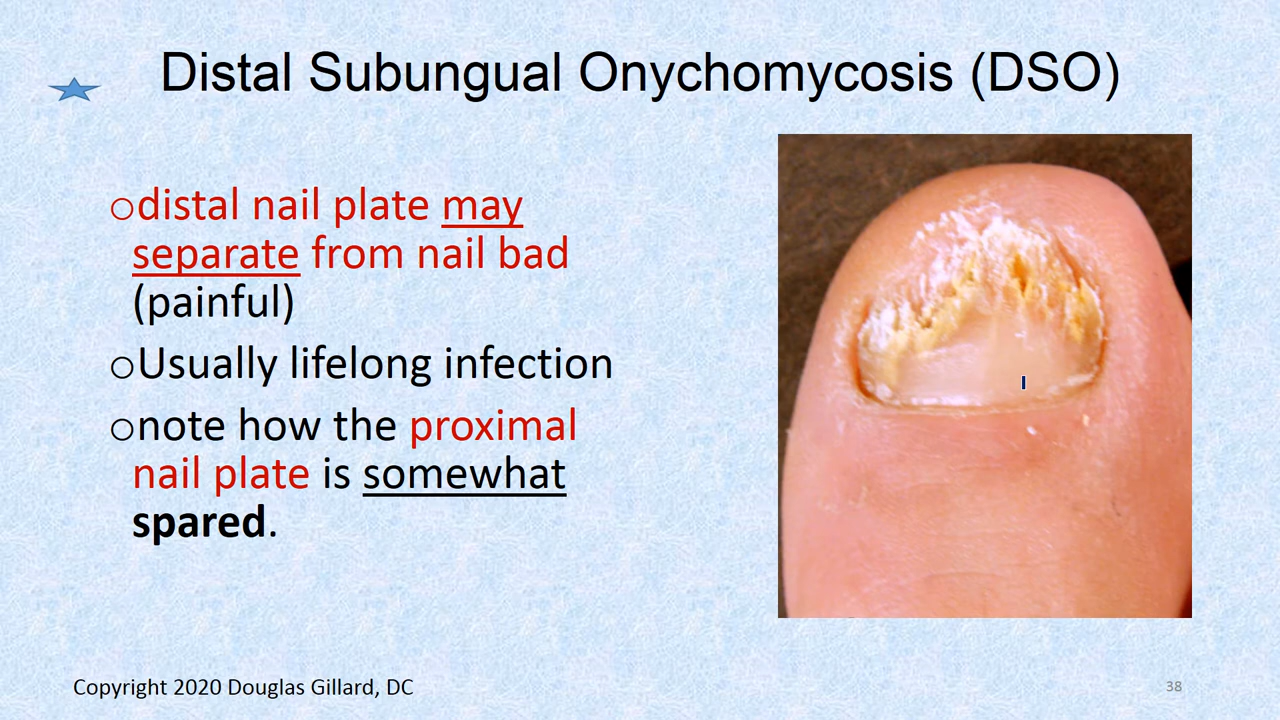 Distal Subungual Onychomycosis (DSO)
odistal nail plate may
separate from nail bad
(painful)
oUsually lifelong infection
onote how the proximal
nail plate is somewhat
spared.
Copyright 2020 Douglas Gillard, DC
38